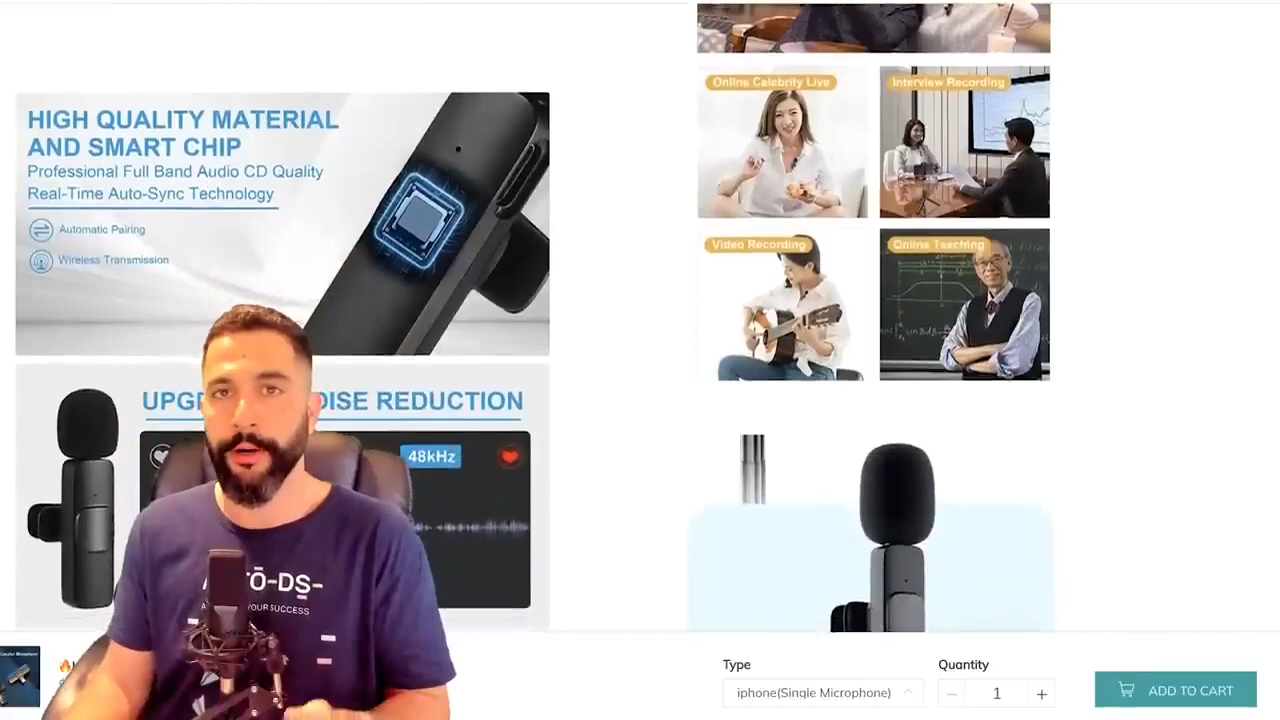 HIGH QUALITY MATERIAL
AND SMART CHIP
Professional Full Band Audio CD Quality
Real-Time Auto-Sync Technology
Automatic Pairing
Wireless Transmission
REDUCTION
48kHz
-DS-
YOUR SUCCESS
Online Celebrity Live
Interview Recording
Video Recording
Online Teaching
Type
iphone(Single Microphone)
Quantity
1
ADD TO CART